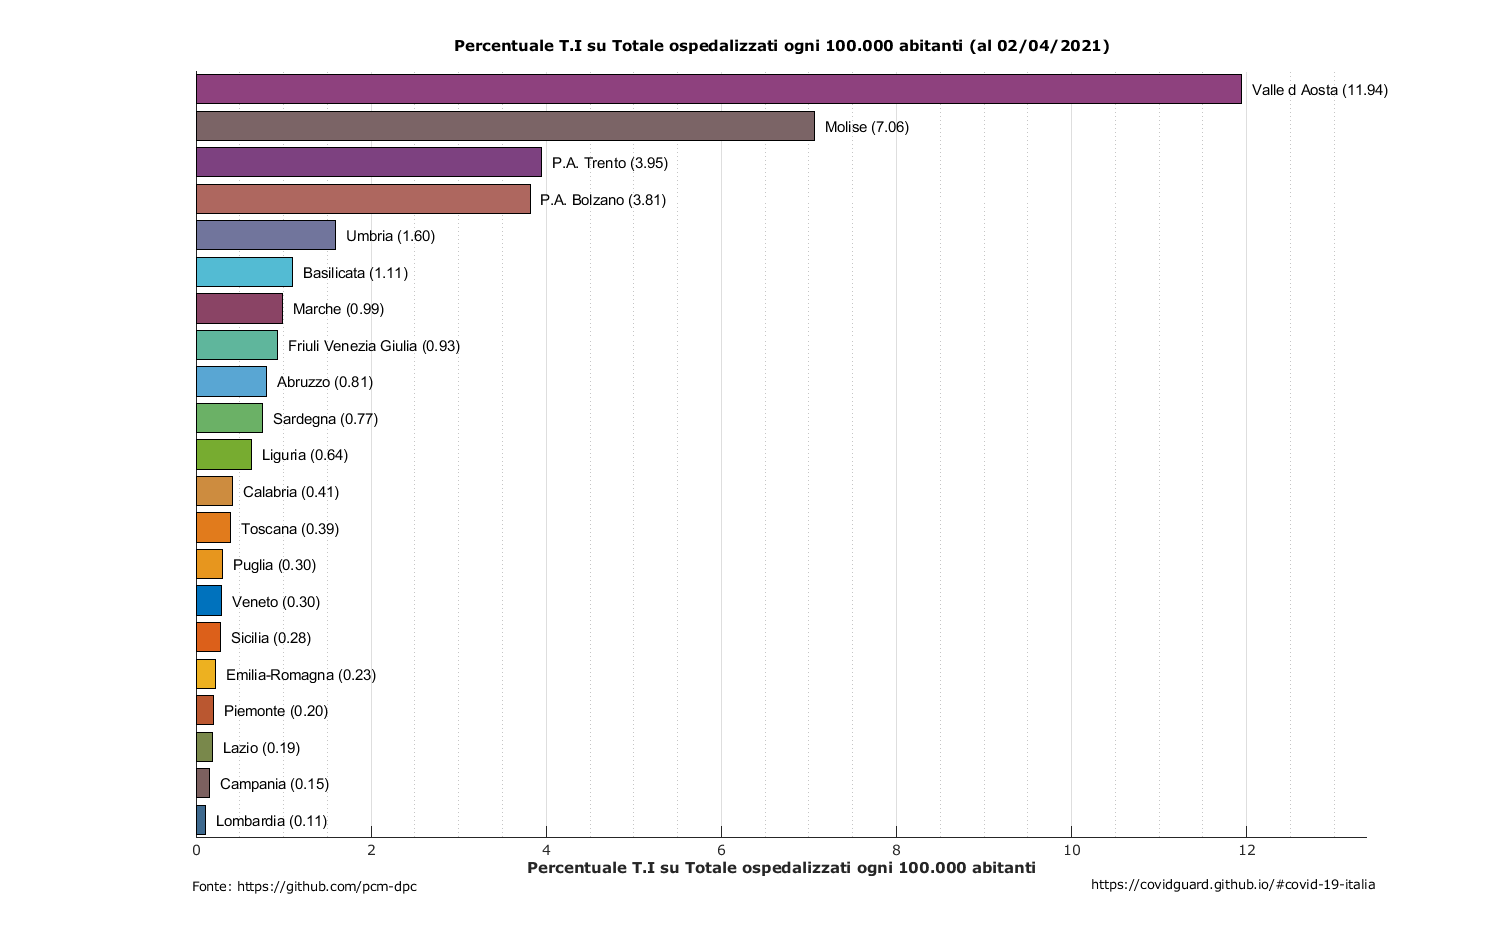 Percentuale T.I su Totale ospedalizzati ogni 100.000 abitanti (al 02/04/2021)
Valle d Aosta (11.94)
Molise (7.06)
P.A. Trento (3.95)
P.A. Bolzano (3.81)
Umbria (1.60)
Basilicata (1.11)
Marche (0.99)
Friuli Venezia Giulia (0.93)
Abruzzo (0.81)
Sardegna (0.77)
Liguria (0.64)
Calabria (0.41)
Toscana (0.39)
Puglia (0.30)
Veneto (0.30)
Sicilia (0.28)
Emilia-Romagna (0.23)
Piemonte (0.20)
Lazio (0.19)
Campania (0.15)
Lombardia (0.11)
0 2 4 6 8 10 12
Percentuale T.I su Totale ospedalizzati ogni 100.000 abitanti
Fonte: https://github.com/pcm-dpc
https://covidguard.github.io/#covid-19-italia